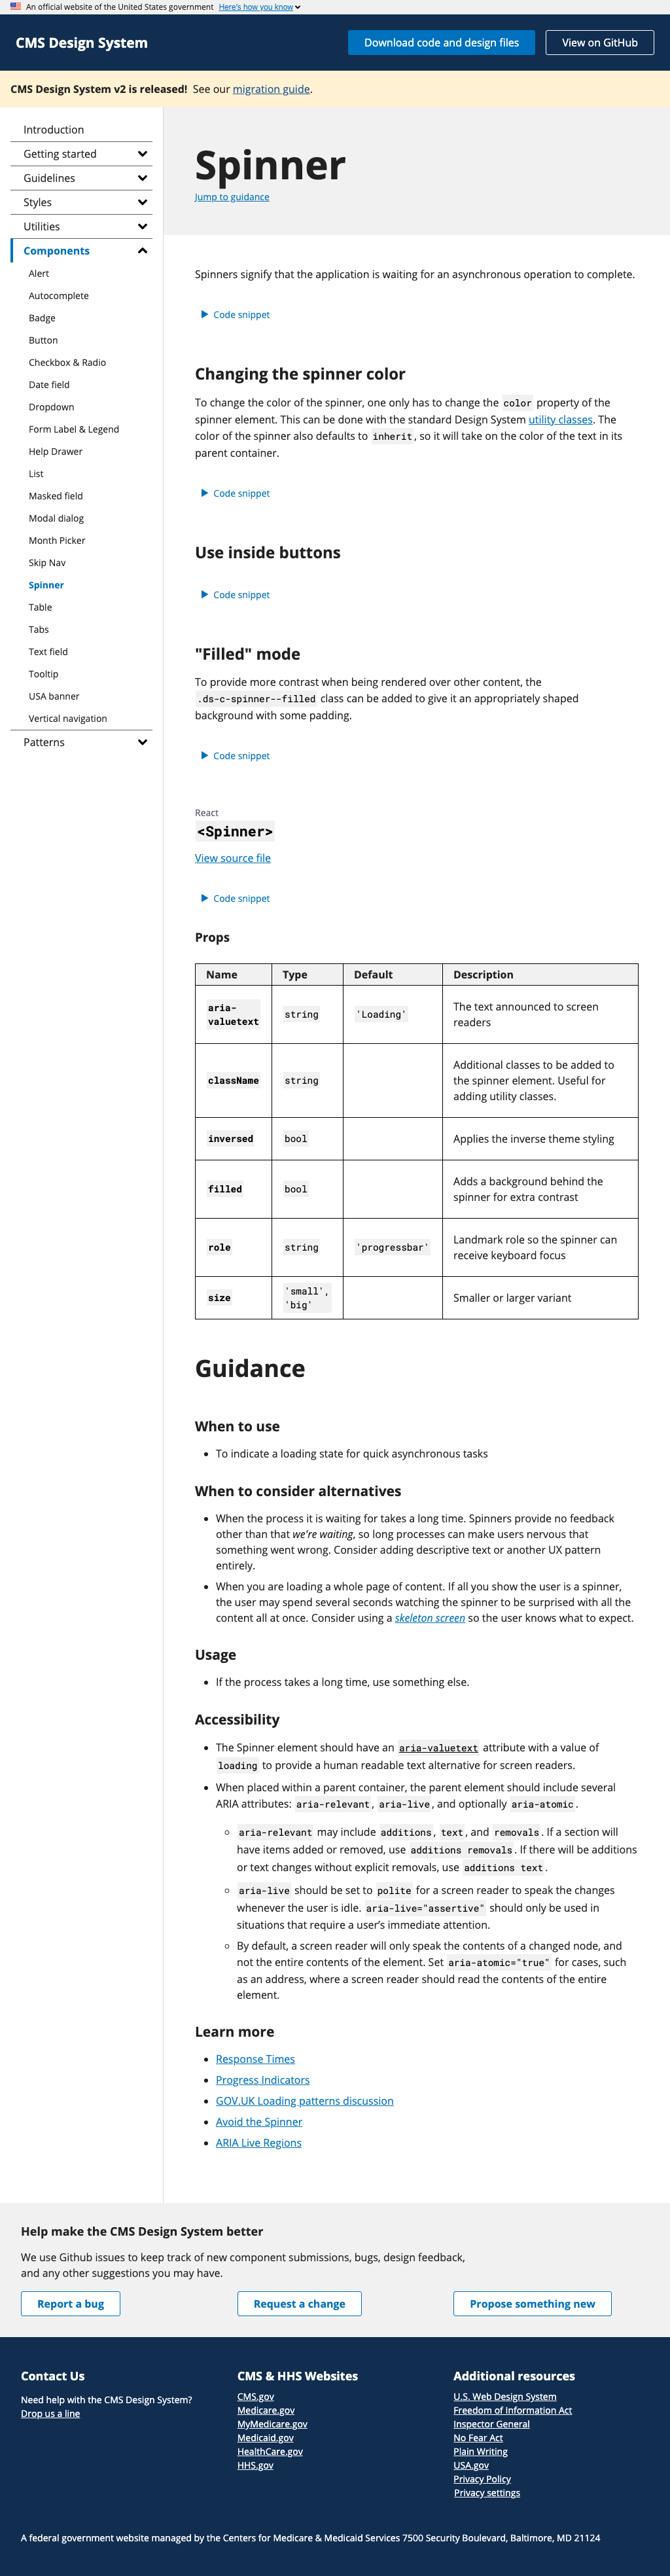 An official website of the United States government Here's how you know
CMS Design System
Download code and design files
View on GitHub
CMS Design System v2 is released! See our migration guide.
Introduction
Getting started
Guidelines
Styles
Utilities
Components
Alert
Autocomplete
Badge
Button
Checkbox & Radio
Date field
Dropdown
Form Label & Legend
Help Drawer
List
Masked field
Modal dialog
Month Picker
Skip Nav
Spinner
Table
Tabs
Text field
Tooltip
USA banner
Vertical navigation
Patterns
Spinner
Jump to guidance
Spinners signify that the application is waiting for an asynchronous operation to complete.
Code snippet
Changing the spinner color
To change the color of the spinner, one only has to change the color property of the
spinner element. This can be done with the standard Design System utility classes. The
color of the spinner also defaults to inherit, so it will take on the color of the text in its
parent container.
Code snippet
Use inside buttons
Code snippet
"Filled" mode
To provide more contrast when being rendered over other content, the
.ds-c-spinner--filled class can be added to give it an appropriately shaped
background with some padding.
Code snippet
React
<Spinner>
View source file
Code snippet
Props
Name Type Default Description
aria-
valuetext
string
'Loading'
The text announced to screen
readers
className
string
Additional classes to be added to
the spinner element. Useful for
adding utility classes.
inversed
bool
Applies the inverse theme styling
filled
bool
Adds a background behind the
spinner for extra contrast
role
string
'progressbar'
Landmark role so the spinner can
receive keyboard focus
size
'small',
'big'
Smaller or larger variant
Guidance
When to use
• To indicate a loading state for quick asynchronous tasks
When to consider alternatives
• When the process it is waiting for takes a long time. Spinners provide no feedback
other than that we're waiting, so long processes can make users nervous that
something went wrong. Consider adding descriptive text or another UX pattern
entirely.
• When you are loading a whole page of content. If all you show the user is a spinner,
the user may spend several seconds watching the spinner to be surprised with all the
content all at once. Consider using a skeleton screen so the user knows what to expect.
Usage
• If the process takes a long time, use something else.
Accessibility
• The Spinner element should have an aria-valuetext attribute with a value of
loading to provide a human readable text alternative for screen readers.
• When placed within a parent container, the parent element should include several
ARIA attributes: aria-relevant, aria-live, and optionally aria-atomic.
◦ aria-relevant may include additions, text, and removals. If a section will
have items added or removed, use additions removals. If there will be additions
or text changes without explicit removals, use additions text.
◦ aria-live should be set to polite for a screen reader to speak the changes
whenever the user is idle. aria-live="assertive" should only be used in
situations that require a user’s immediate attention.
◦ By default, a screen reader will only speak the contents of a changed node, and
not the entire contents of the element. Set aria-atomic="true" for cases, such
as an address, where a screen reader should read the contents of the entire
element.
Learn more
• Response Times
• Progress Indicators
• GOV.UK Loading patterns discussion
• Avoid the Spinner
• ARIA Live Regions
Help make the CMS Design System better
We use Github issues to keep track of new component submissions, bugs, design feedback,
and any other suggestions you may have.
Report a bug
Request a change
Propose something new
Contact Us
Need help with the CMS Design System?
Drop us a line
CMS & HHS Websites
CMS.gov
Medicare.gov
MyMedicare.gov
Medicaid.gov
HealthCare.gov
HHS.gov
Additional resources
U.S. Web Design System
Freedom of Information Act
Inspector General
No Fear Act
Plain Writing
USA.gov
Privacy Policy
Privacy settings
A federal government website managed by the Centers for Medicare & Medicaid Services 7500 Security Boulevard, Baltimore, MD 21124